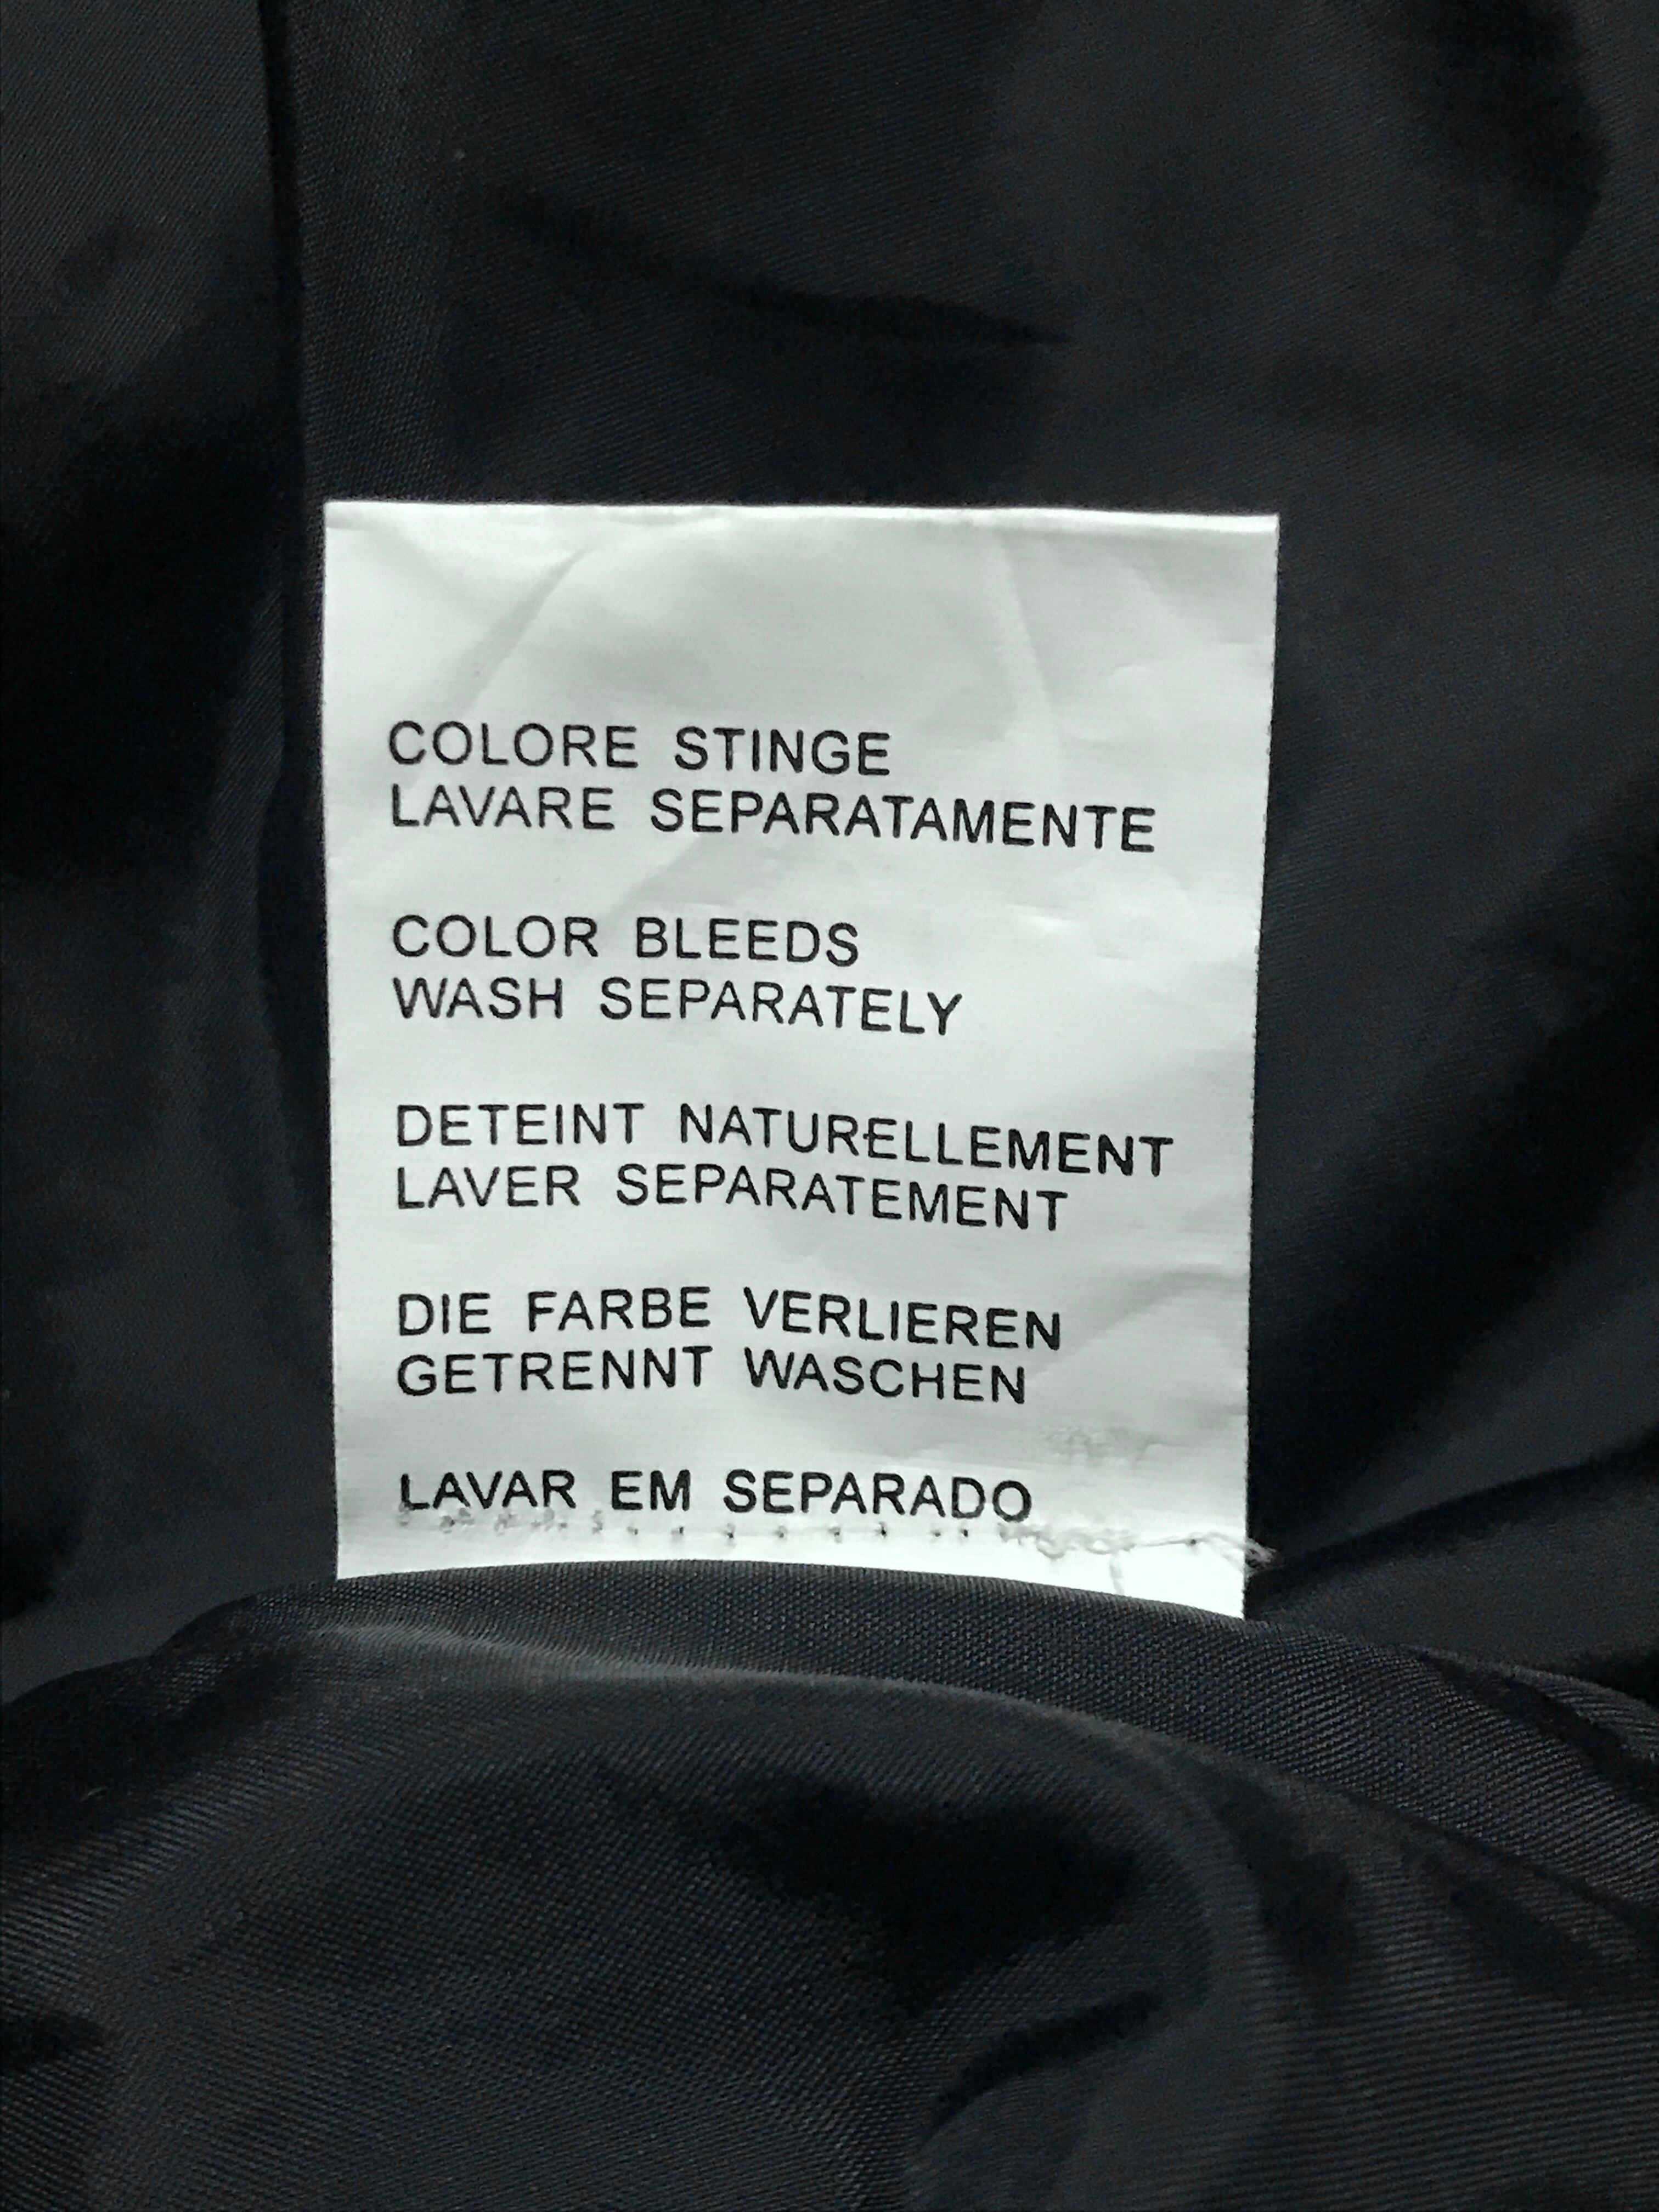 COLORE STINGE
LAVARE SEPARATAMENTE
COLOR BLEEDS
WASH SEPARATELY
DETEINT NATURELLEMENT
LAVER SEPARATEMENT
DIE FARBE VERLIEREN
GETRENNT WASCHEN
LAVAR EM SEPARADO